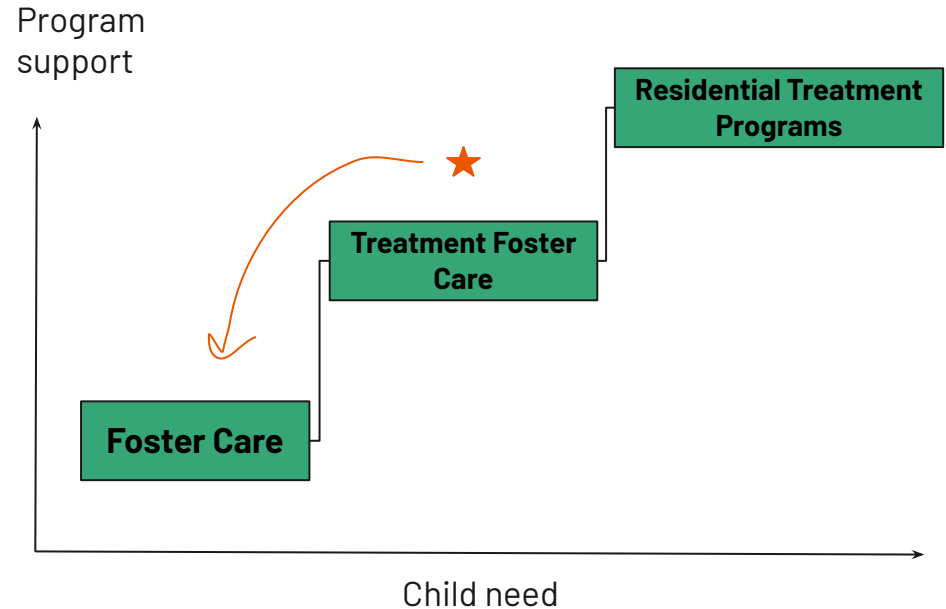 Program
support
Residential Treatment
Programs
Treatment Foster
Care
Foster Care
Child need